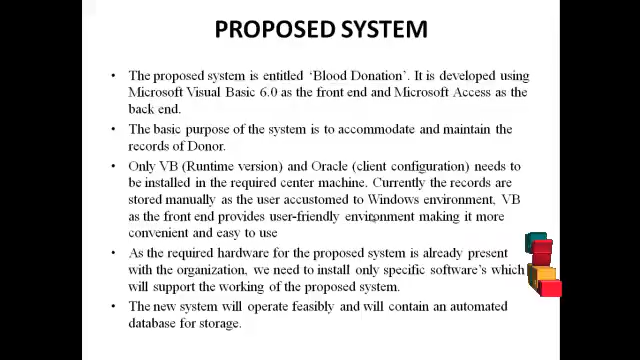 PROPOSED SYSTEM
• The proposed system is entitled ‘Blood Donation’. It is developed using
Microsoft Visual Basic 6.0 as the front end and Microsoft Access as the
back end.
• The basic purpose of the system is to accommodate and maintain the
records of Donor.
• Only VB (Runtime version) and Oracle (client configuration) needs to
be installed in the required center machine. Currently the records are
stored manually as the user accustomed to Windows environment, VB
as the front end provides user-friendly environment making it more
convenient and easy to use
• As the required hardware for the proposed system is already present
with the organization, we need to install only specific software’s which
will support the working of the proposed system.
• The new system will operate feasibly and will contain an automated
database for storage.